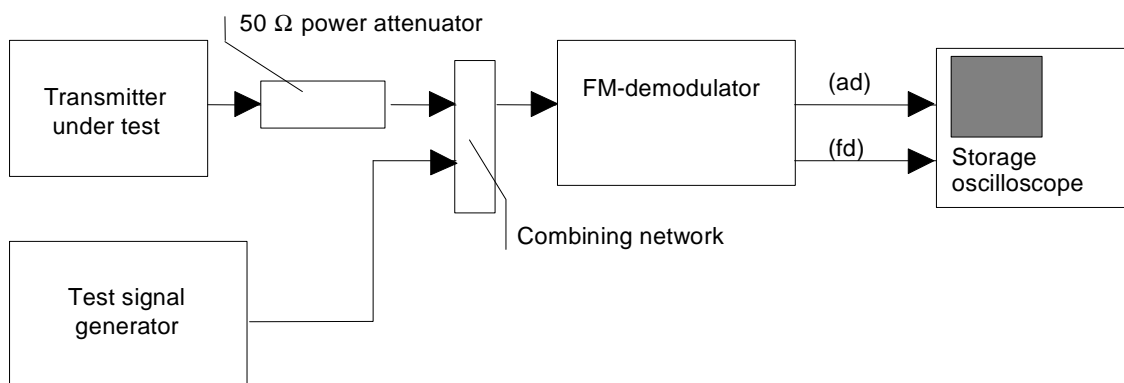 50 Ω power attenuator
Transmitter
under test
FM-demodulator
(ad)
(fd)
Storage
oscilloscope
Combining network
Test signal
generator